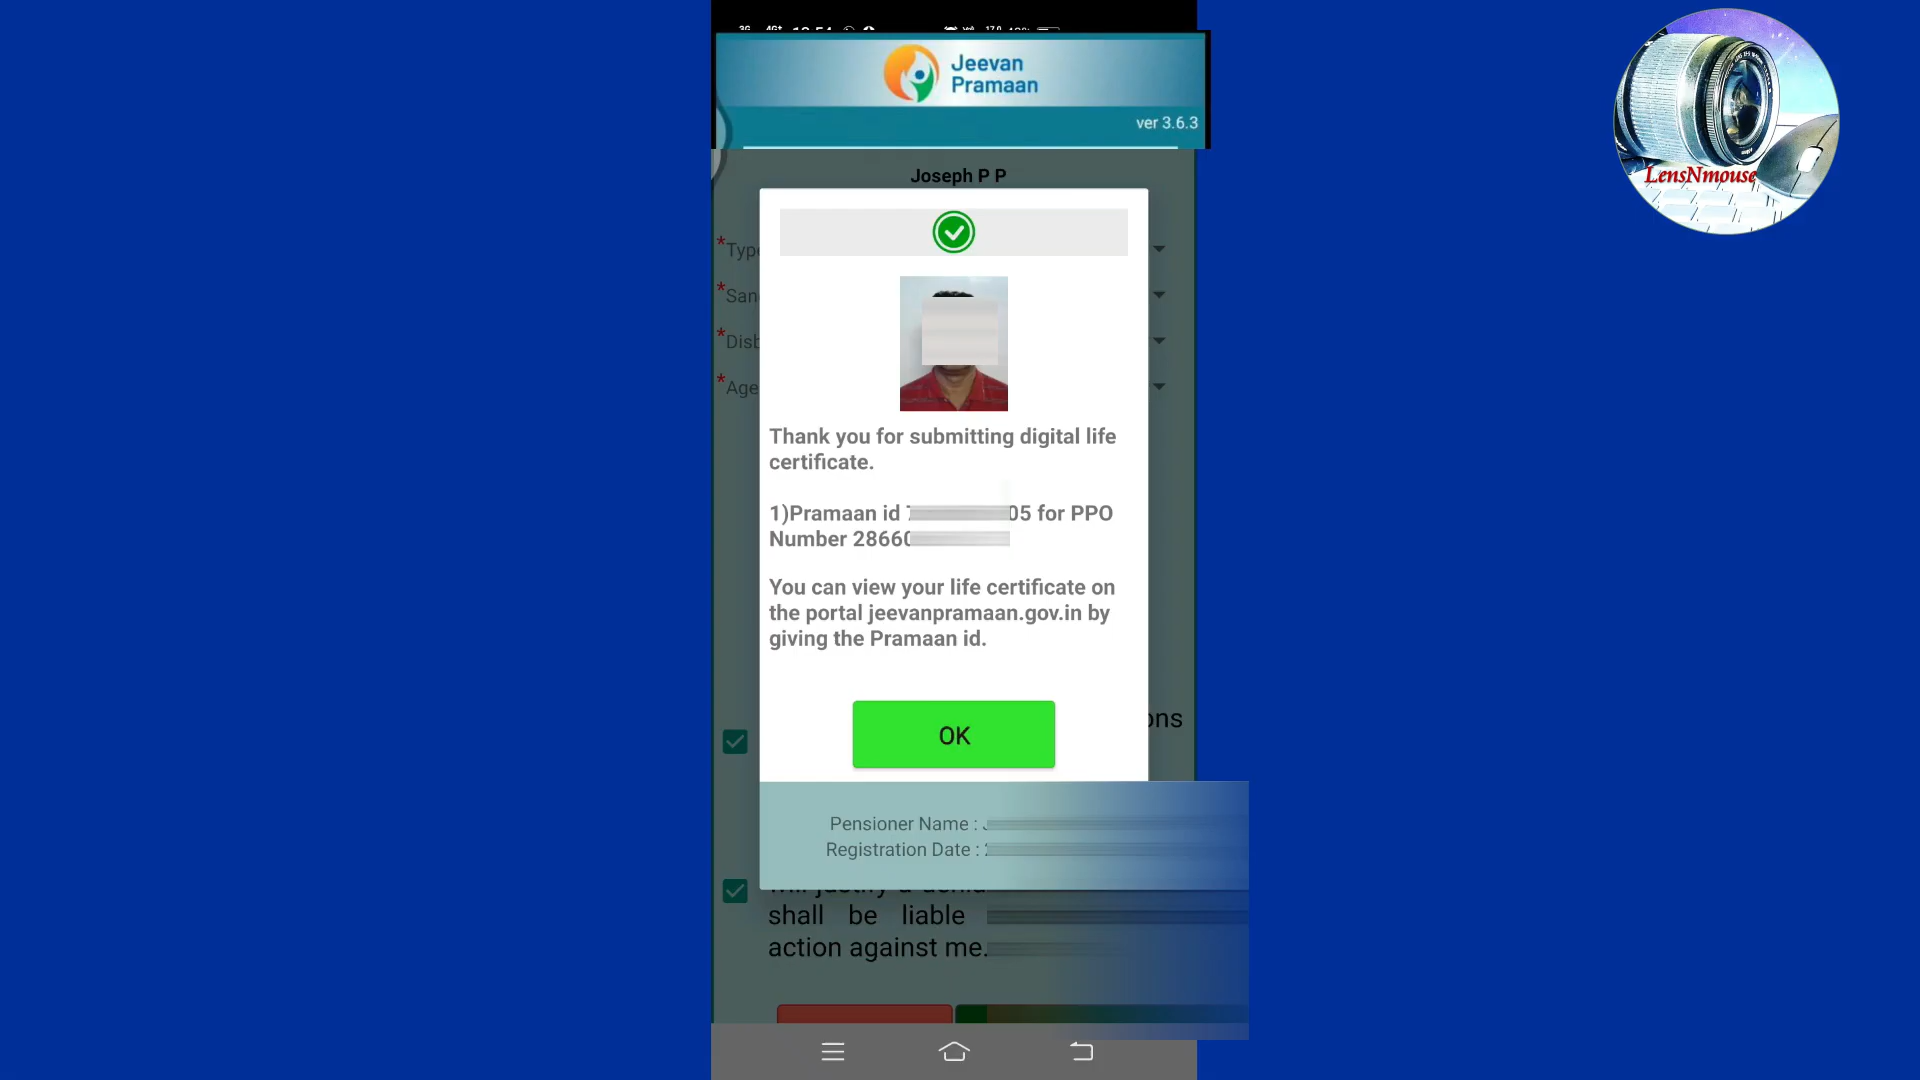 Jeevan
Pramaan
ver 3.6.3
LensNmouse
Joseph P P
*Type
*San
*Disb
*Age
Thank you for submitting digital life
certificate.
1)Pramaan id 05 for PPO
Number 28660
You can view your life certificate on
the portal jeevanpramaan.gov.in by
giving the Pramaan id.
ons
OK
Pensioner Name :
Registration Date :
shall be liable
action against me.